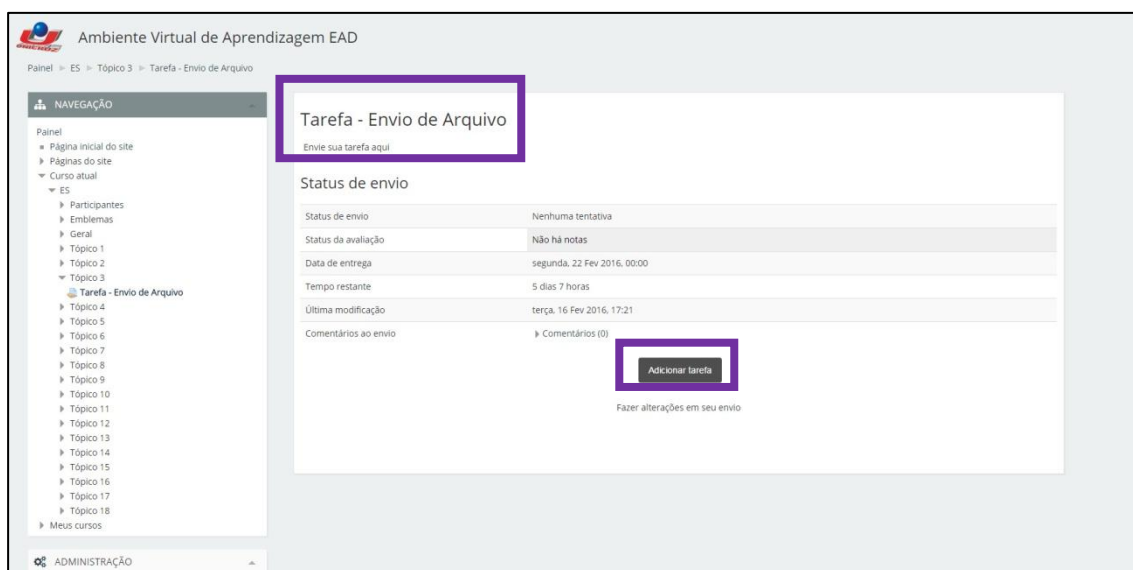 Ambiente Virtual de Aprendizagem EAD
Painel ► ES ► Tópico 3 ► Tarefa - Envio de Arquivo
NAVEGAÇÃO
Painel
Página inicial do site
Páginas do site
Curso atual
ES
Participantes
Emblemas
Geral
Tópico 1
Tópico 2
Tópico 3
Tarefa - Envio de Arquivo
Tópico 4
Tópico 5
Tópico 6
Tópico 7
Tópico 8
Tópico 9
Tópico 10
Tópico 11
Tópico 12
Tópico 13
Tópico 14
Tópico 15
Tópico 16
Tópico 17
Tópico 18
Meus cursos
ADMINISTRAÇÃO
Tarefa - Envio de Arquivo
Envie sua tarefa aqui
Status de envio
Status de envio Nenhuma tentativa
Status da avaliação Não há notas
Data de entrega segunda, 22 Fev 2016, 00:00
Tempo restante 5 dias 7 horas
Última modificação terça, 16 Fev 2016, 17:21
Comentários ao envio Comentários (0)
Adicionar tarefa
Fazer alterações em seu envio